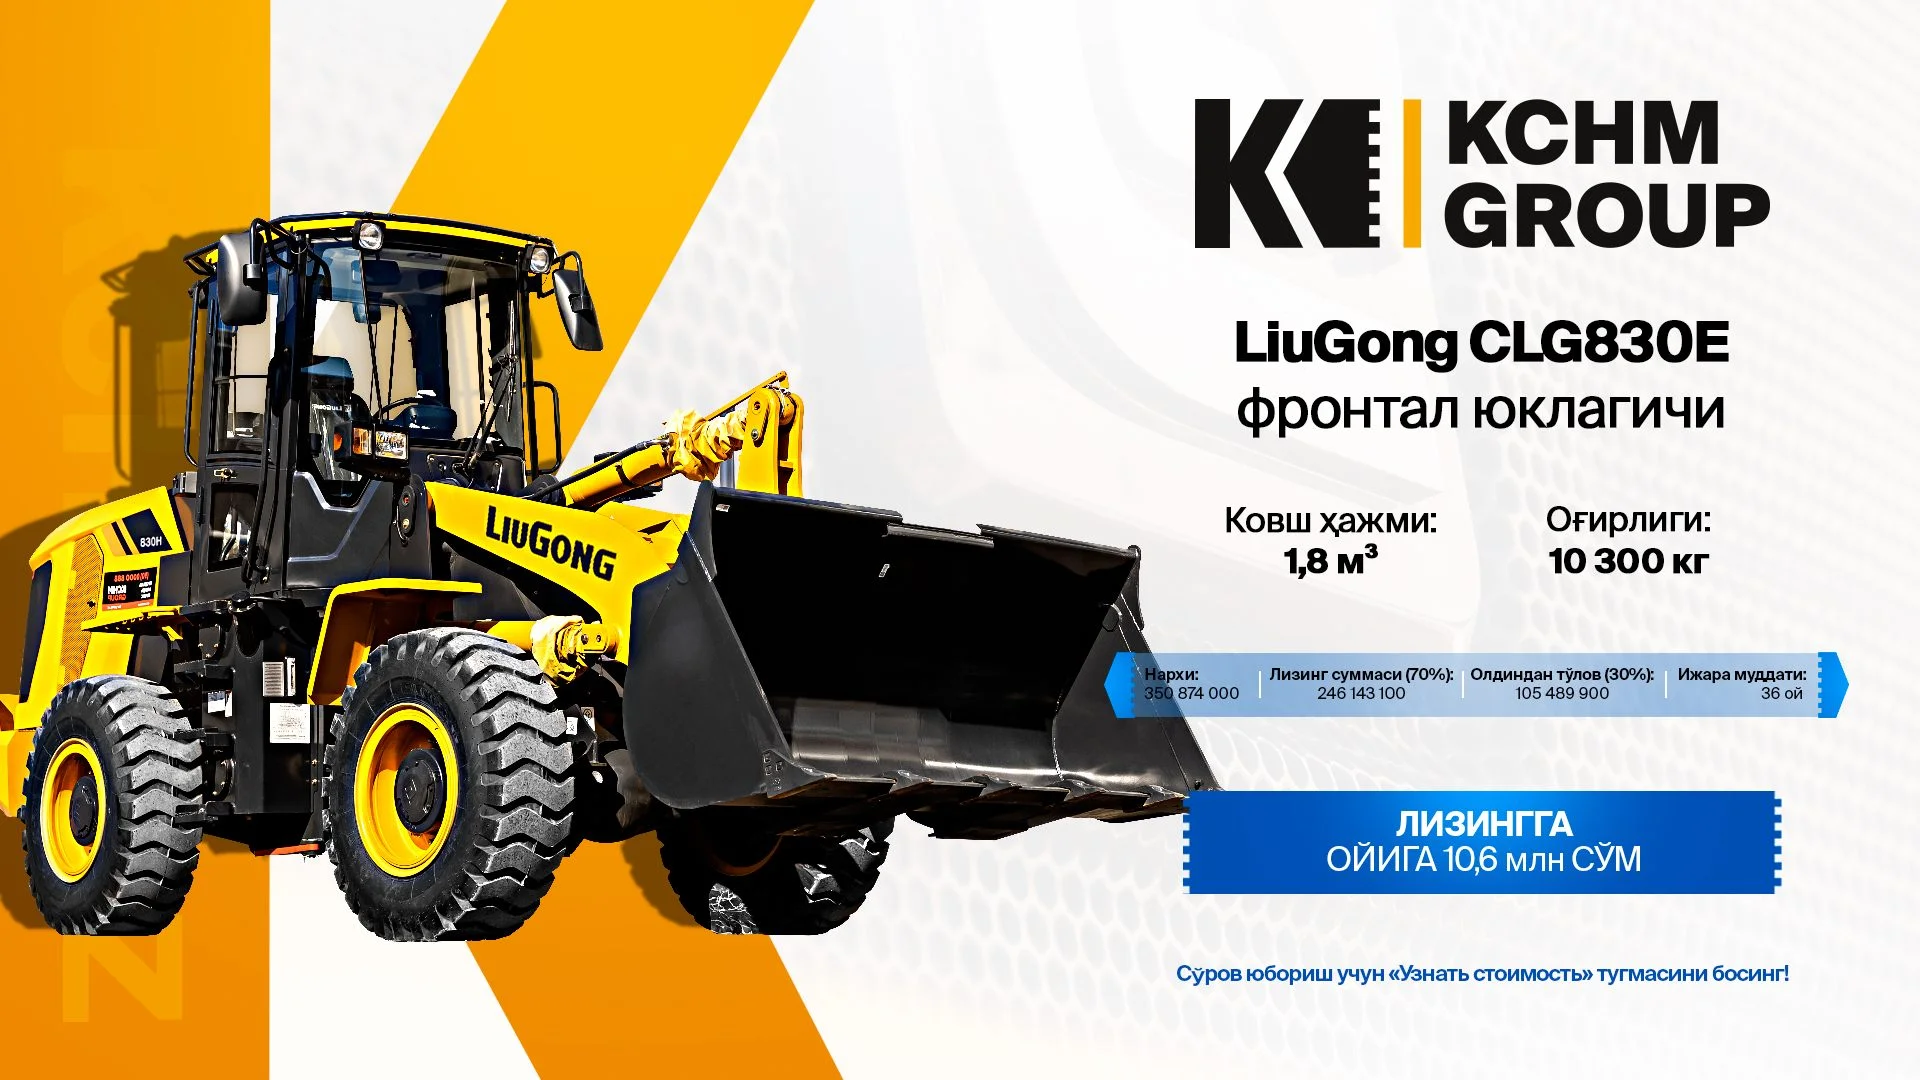 KCHM
GROUP
LiuGong CLG830E
фронтал юклагичи
Ковш ҳажми:
1,8 м³
Оғирлиги:
10 300 кг
Нархи:
350 874 000
Лизинг суммаси (70%):
246 143 100
Олдиндан тўлов (30%):
105 489 900
Ижара муддати:
36 ой
ЛИЗИНГГА
ОЙИГА 10,6 млн СЎМ
Сўров юбориш учун «Узнать стоимость» тугмасини босинг!
LIUGONG
830H